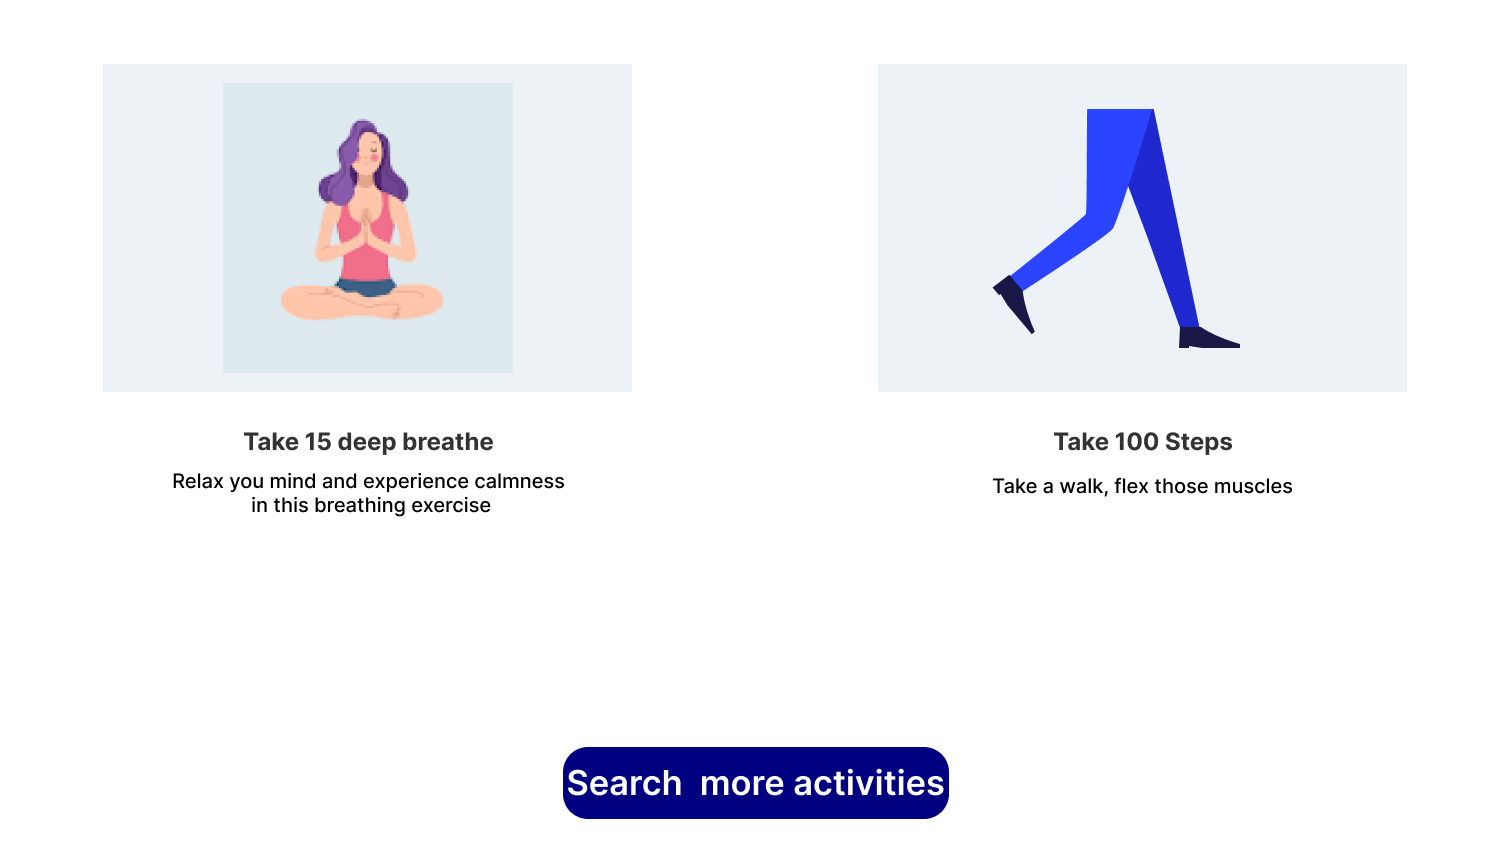 Take 15 deep breathe
Relax you mind and experience calmness
in this breathing exercise
Take 100 Steps
Take a walk, flex those muscles
Search  more activities